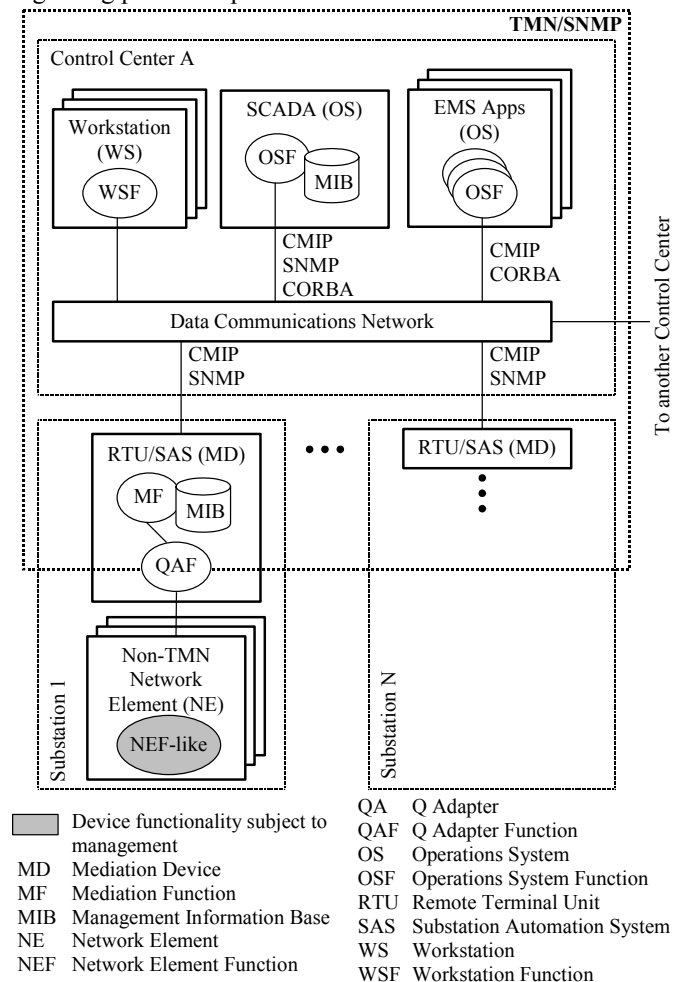 TMN/SNMP
Control Center A
Workstation
(WS)
WSF
SCADA (OS)
OSF
MIB
EMS Apps
(OS)
OSF
CMIP
SNMP
CORBA
CMIP
CORBA
Data Communications Network
To another Control Center
CMIP
SNMP
CMIP
SNMP
RTU/SAS (MD)
MF
MIB
QAF
RTU/SAS (MD)
Non-TMN
Network
Element (NE)
NEF-like
Substation 1
Substation N
Device functionality subject to
management
MD Mediation Device
MF Mediation Function
MIB Management Information Base
NE Network Element
NEF Network Element Function
QA Q Adapter
QAF Q Adapter Function
OS Operations System
OSF Operations System Function
RTU Remote Terminal Unit
SAS Substation Automation System
WS Workstation
WSF Workstation Function